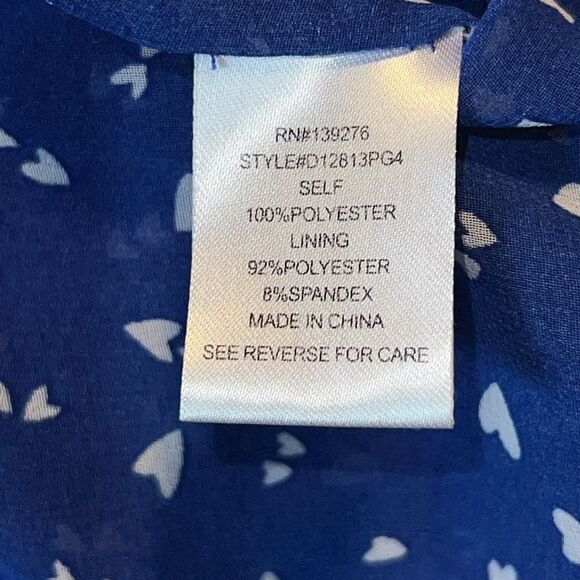 RN#139276
STYLE#D12813PG4
SELF
100%POLYESTER
LINING
92%POLYESTER
8%SPANDEX
MADE IN CHINA
SEE REVERSE FOR CARE